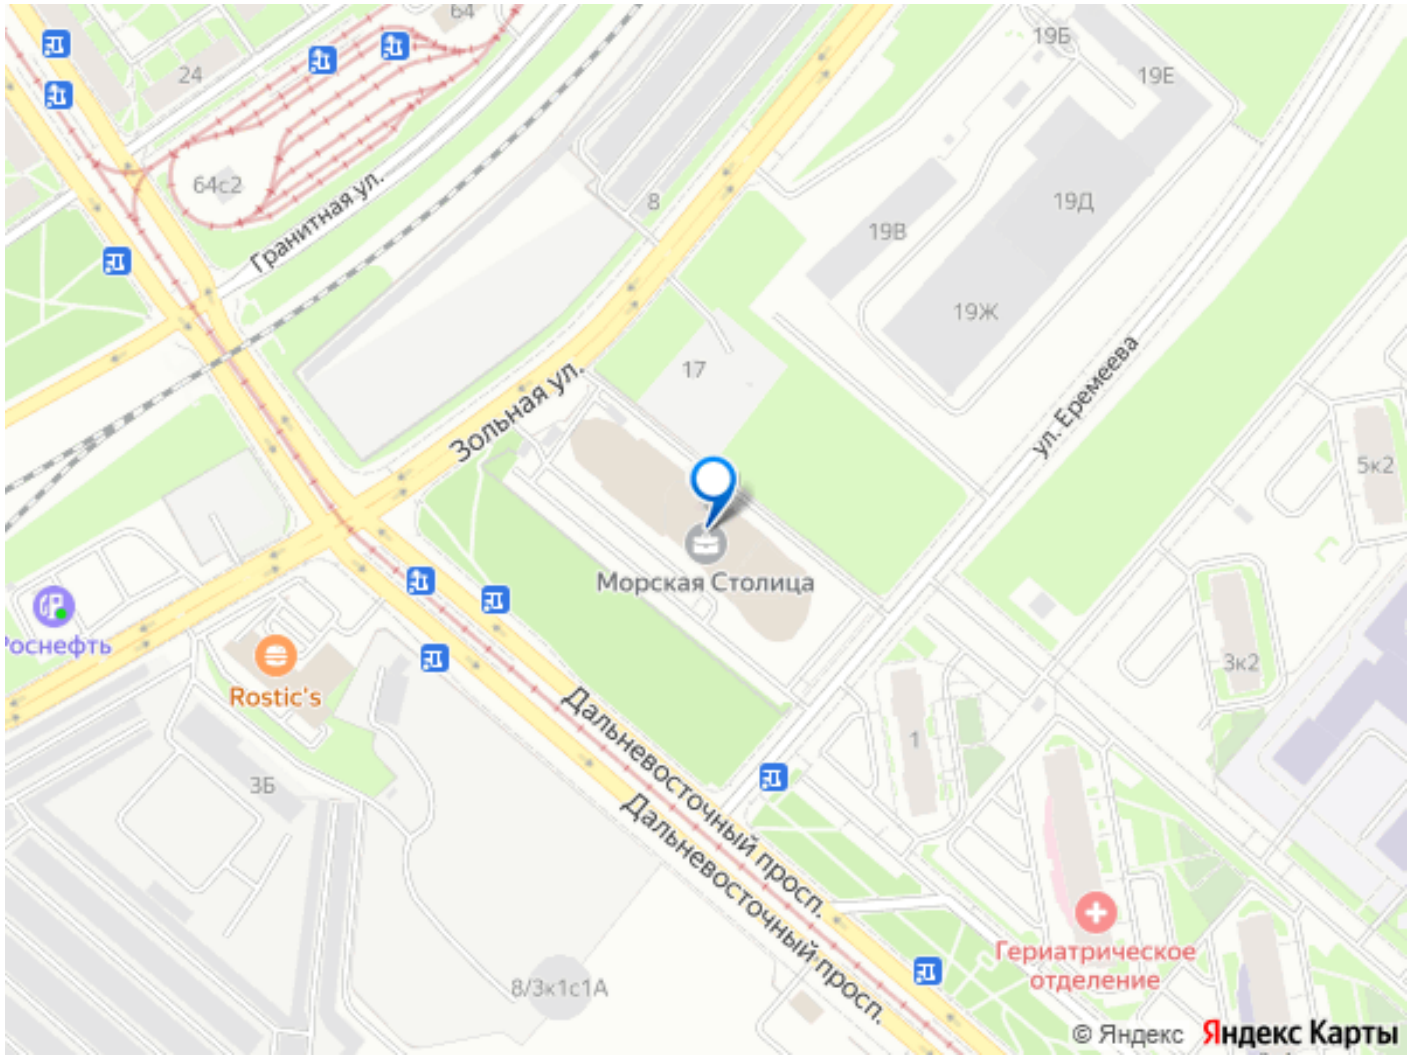 64
24
19Б
19Е
64с2
Гранитная ул.
8
19В
19Д
19Ж
17
Зольная ул.
ул. Еремеева
5к2
Морская Столица
Роснефть
Rostic's
3к2
1
3Б
Дальневосточный просп.
Дальневосточный просп.
8/3к1с1А
Гериатрическое
отделение
© Яндекс Яндекс Карты